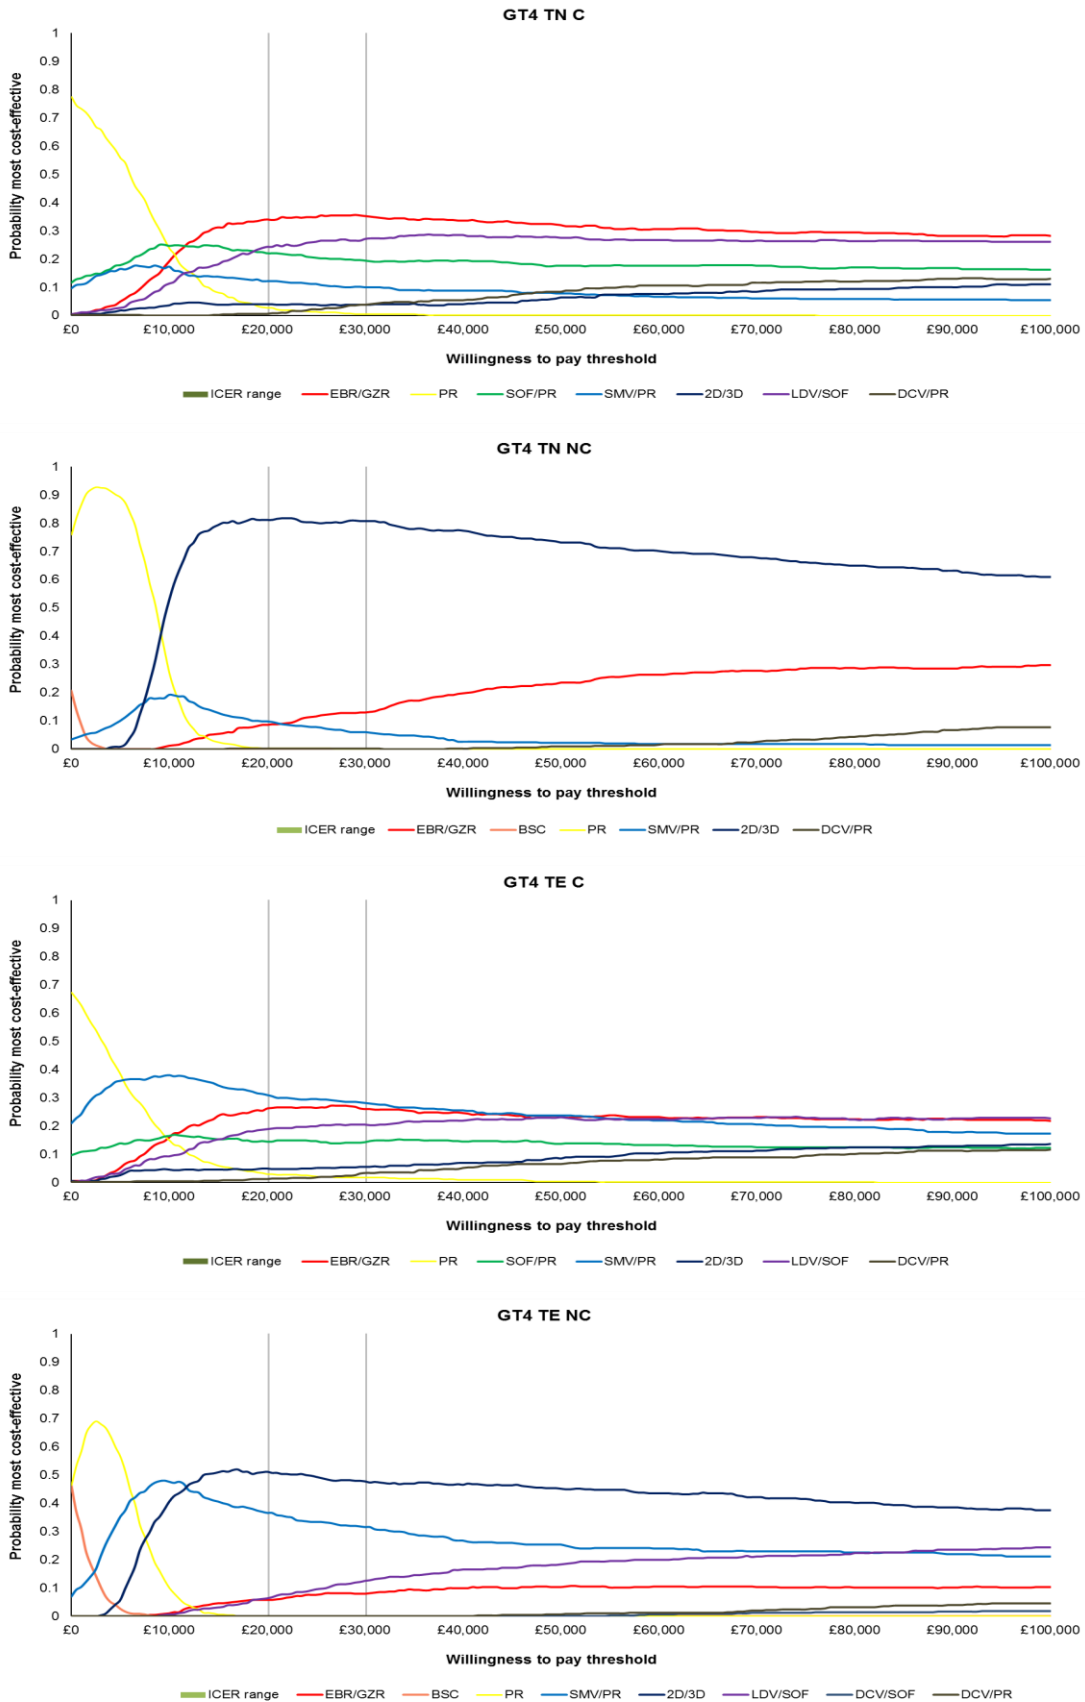 GT4 TN C
Probability most cost-effective
1
0.9
0.8
0.7
0.6
0.5
0.4
0.3
0.2
0.1
0
£0 £10,000 £20,000 £30,000 £40,000 £50,000 £60,000 £70,000 £80,000 £90,000 £100,000
Willingness to pay threshold
ICER range EBR/GZR PR SOF/PR SMV/PR 2D/3D LDV/SOF DCV/PR
GT4 TN NC
Probability most cost-effective
1
0.9
0.8
0.7
0.6
0.5
0.4
0.3
0.2
0.1
0
£0 £10,000 £20,000 £30,000 £40,000 £50,000 £60,000 £70,000 £80,000 £90,000 £100,000
Willingness to pay threshold
ICER range EBR/GZR BSC PR SMV/PR 2D/3D DCV/PR
GT4 TE C
Probability most cost-effective
1
0.9
0.8
0.7
0.6
0.5
0.4
0.3
0.2
0.1
0
£0 £10,000 £20,000 £30,000 £40,000 £50,000 £60,000 £70,000 £80,000 £90,000 £100,000
Willingness to pay threshold
ICER range EBR/GZR PR SOF/PR SMV/PR 2D/3D LDV/SOF DCV/PR
GT4 TE NC
Probability most cost-effective
1
0.9
0.8
0.7
0.6
0.5
0.4
0.3
0.2
0.1
0
£0 £10,000 £20,000 £30,000 £40,000 £50,000 £60,000 £70,000 £80,000 £90,000 £100,000
Willingness to pay threshold
ICER range EBR/GZR BSC PR SMV/PR 2D/3D LDV/SOF DCV/SOF DCV/PR